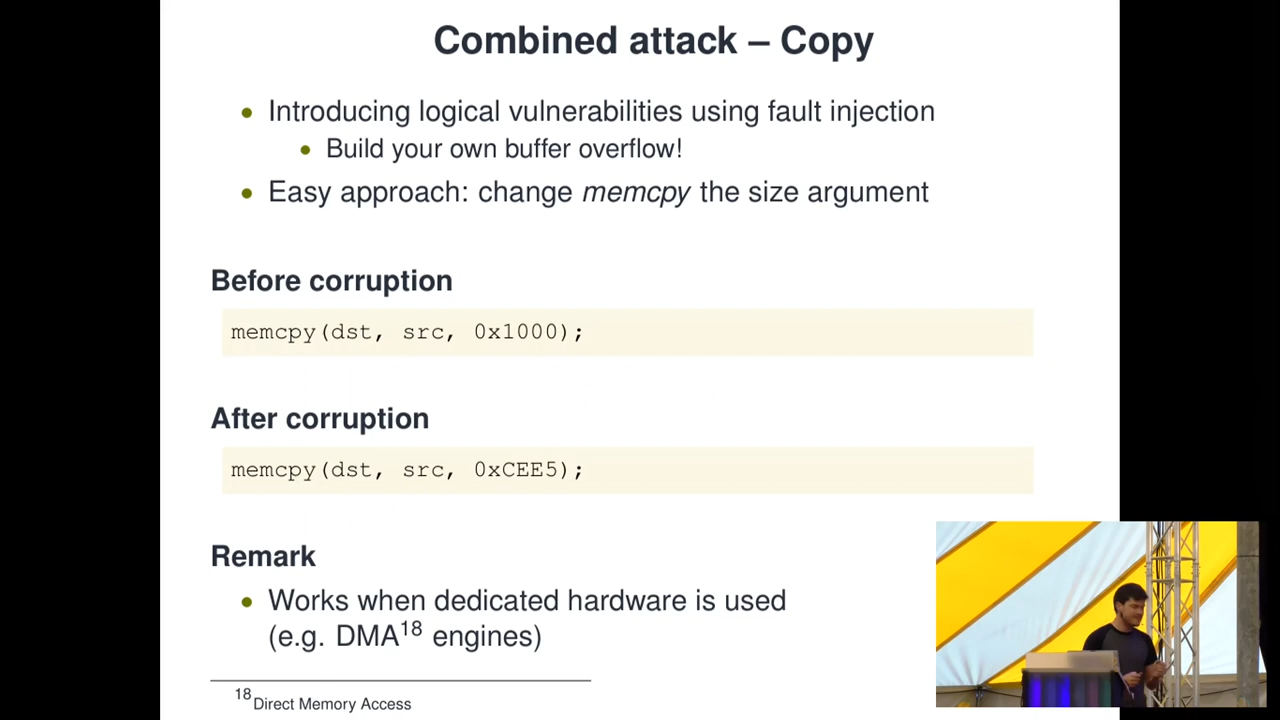 Combined attack – Copy
• Introducing logical vulnerabilities using fault injection
• Build your own buffer overflow!
• Easy approach: change memcpy the size argument
Before corruption
memcpy(dst, src, 0x1000);
After corruption
memcpy(dst, src, 0xCEE5);
Remark
• Works when dedicated hardware is used
(e.g. DMA18 engines)
18 Direct Memory Access